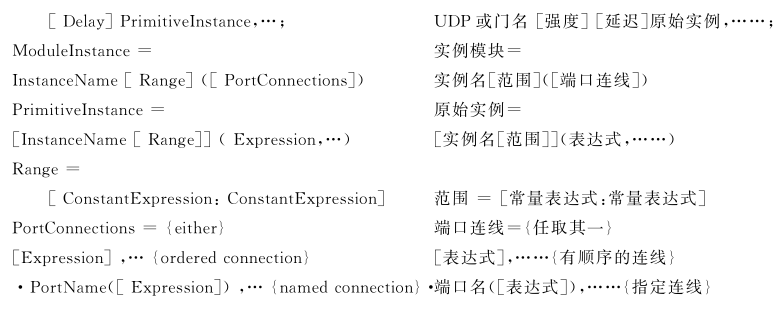 [ Delay] PrimitiveInstance,…; UDP 或门名 [强度] [延迟]原始实例,……;
ModuleInstance = 实例模块=
InstanceName [ Range] ([ PortConnections]) 实例名[范围]([端口连线])
PrimitiveInstance = 原始实例=
[InstanceName [ Range]] ( Expression,…) [实例名[范围]](表达式,……)
Range =
[ ConstantExpression: ConstantExpression] 范围 = [常量表达式:常量表达式]
PortConnections = {either} 端口连线={任取其一}
[Expression] ,… {ordered connection} [表达式],……{有顺序的连线}
·PortName([ Expression]) ,… {named connection} ·端口名([表达式]),……{指定连线}